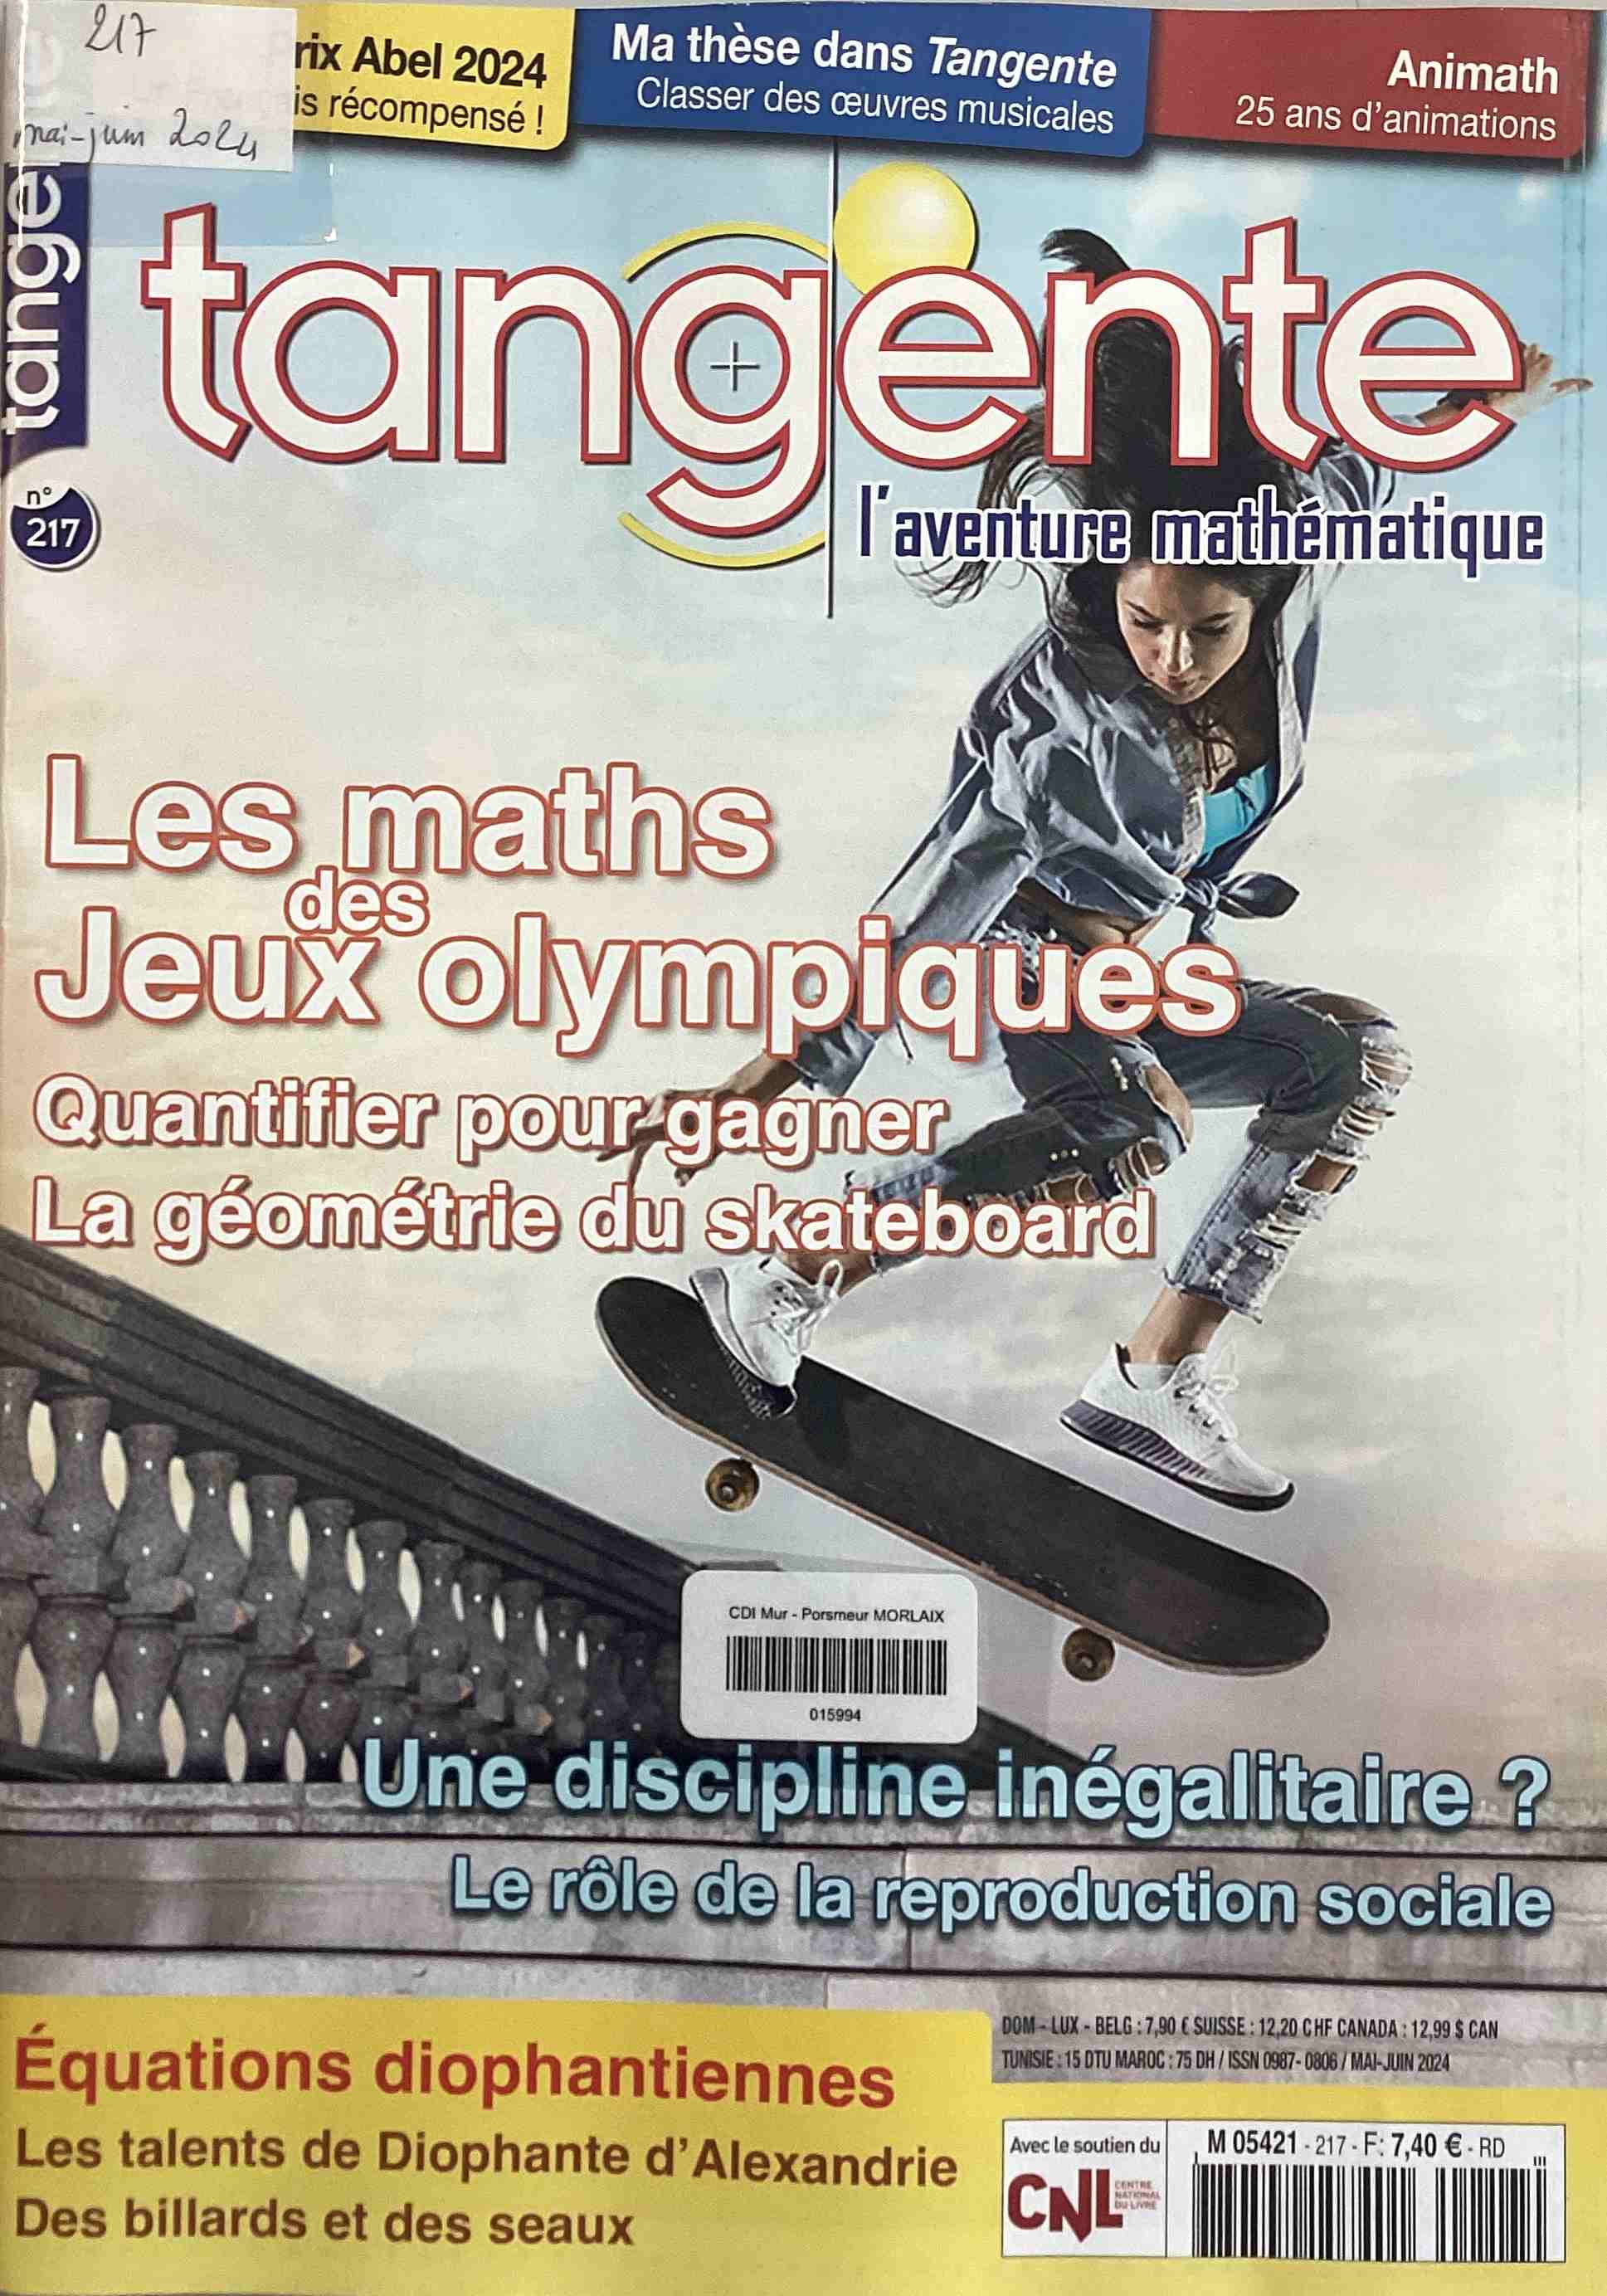 217
mai-juin 2024
rix Abel 2024
is récompensé !
Ma thèse dans Tangente
Classer des œuvres musicales
Animath
25 ans d'animations
tange
n°
217
tangente
l'aventure mathématique
Les maths
des
Jeux olympiques
Quantifier pour gagner
La géométrie du skateboard
CDI Mur - Porsmeur MORLAIX
015994
Une discipline inégalitaire ?
Le rôle de la reproduction sociale
Équations diophantiennes
Les talents de Diophante d'Alexandrie
Des billards et des seaux
DOM - LUX - BELG : 7,90 € SUISSE : 12,20 CHF CANADA : 12,99 $ CAN
TUNISIE : 15 DTU MAROC : 75 DH / ISSN 0987- 0806 / MAI-JUIN 2024
Avec le soutien du
CNL CENTRE
NATIONAL
DU LIVRE
M 05421 - 217 - F: 7,40 € - RD